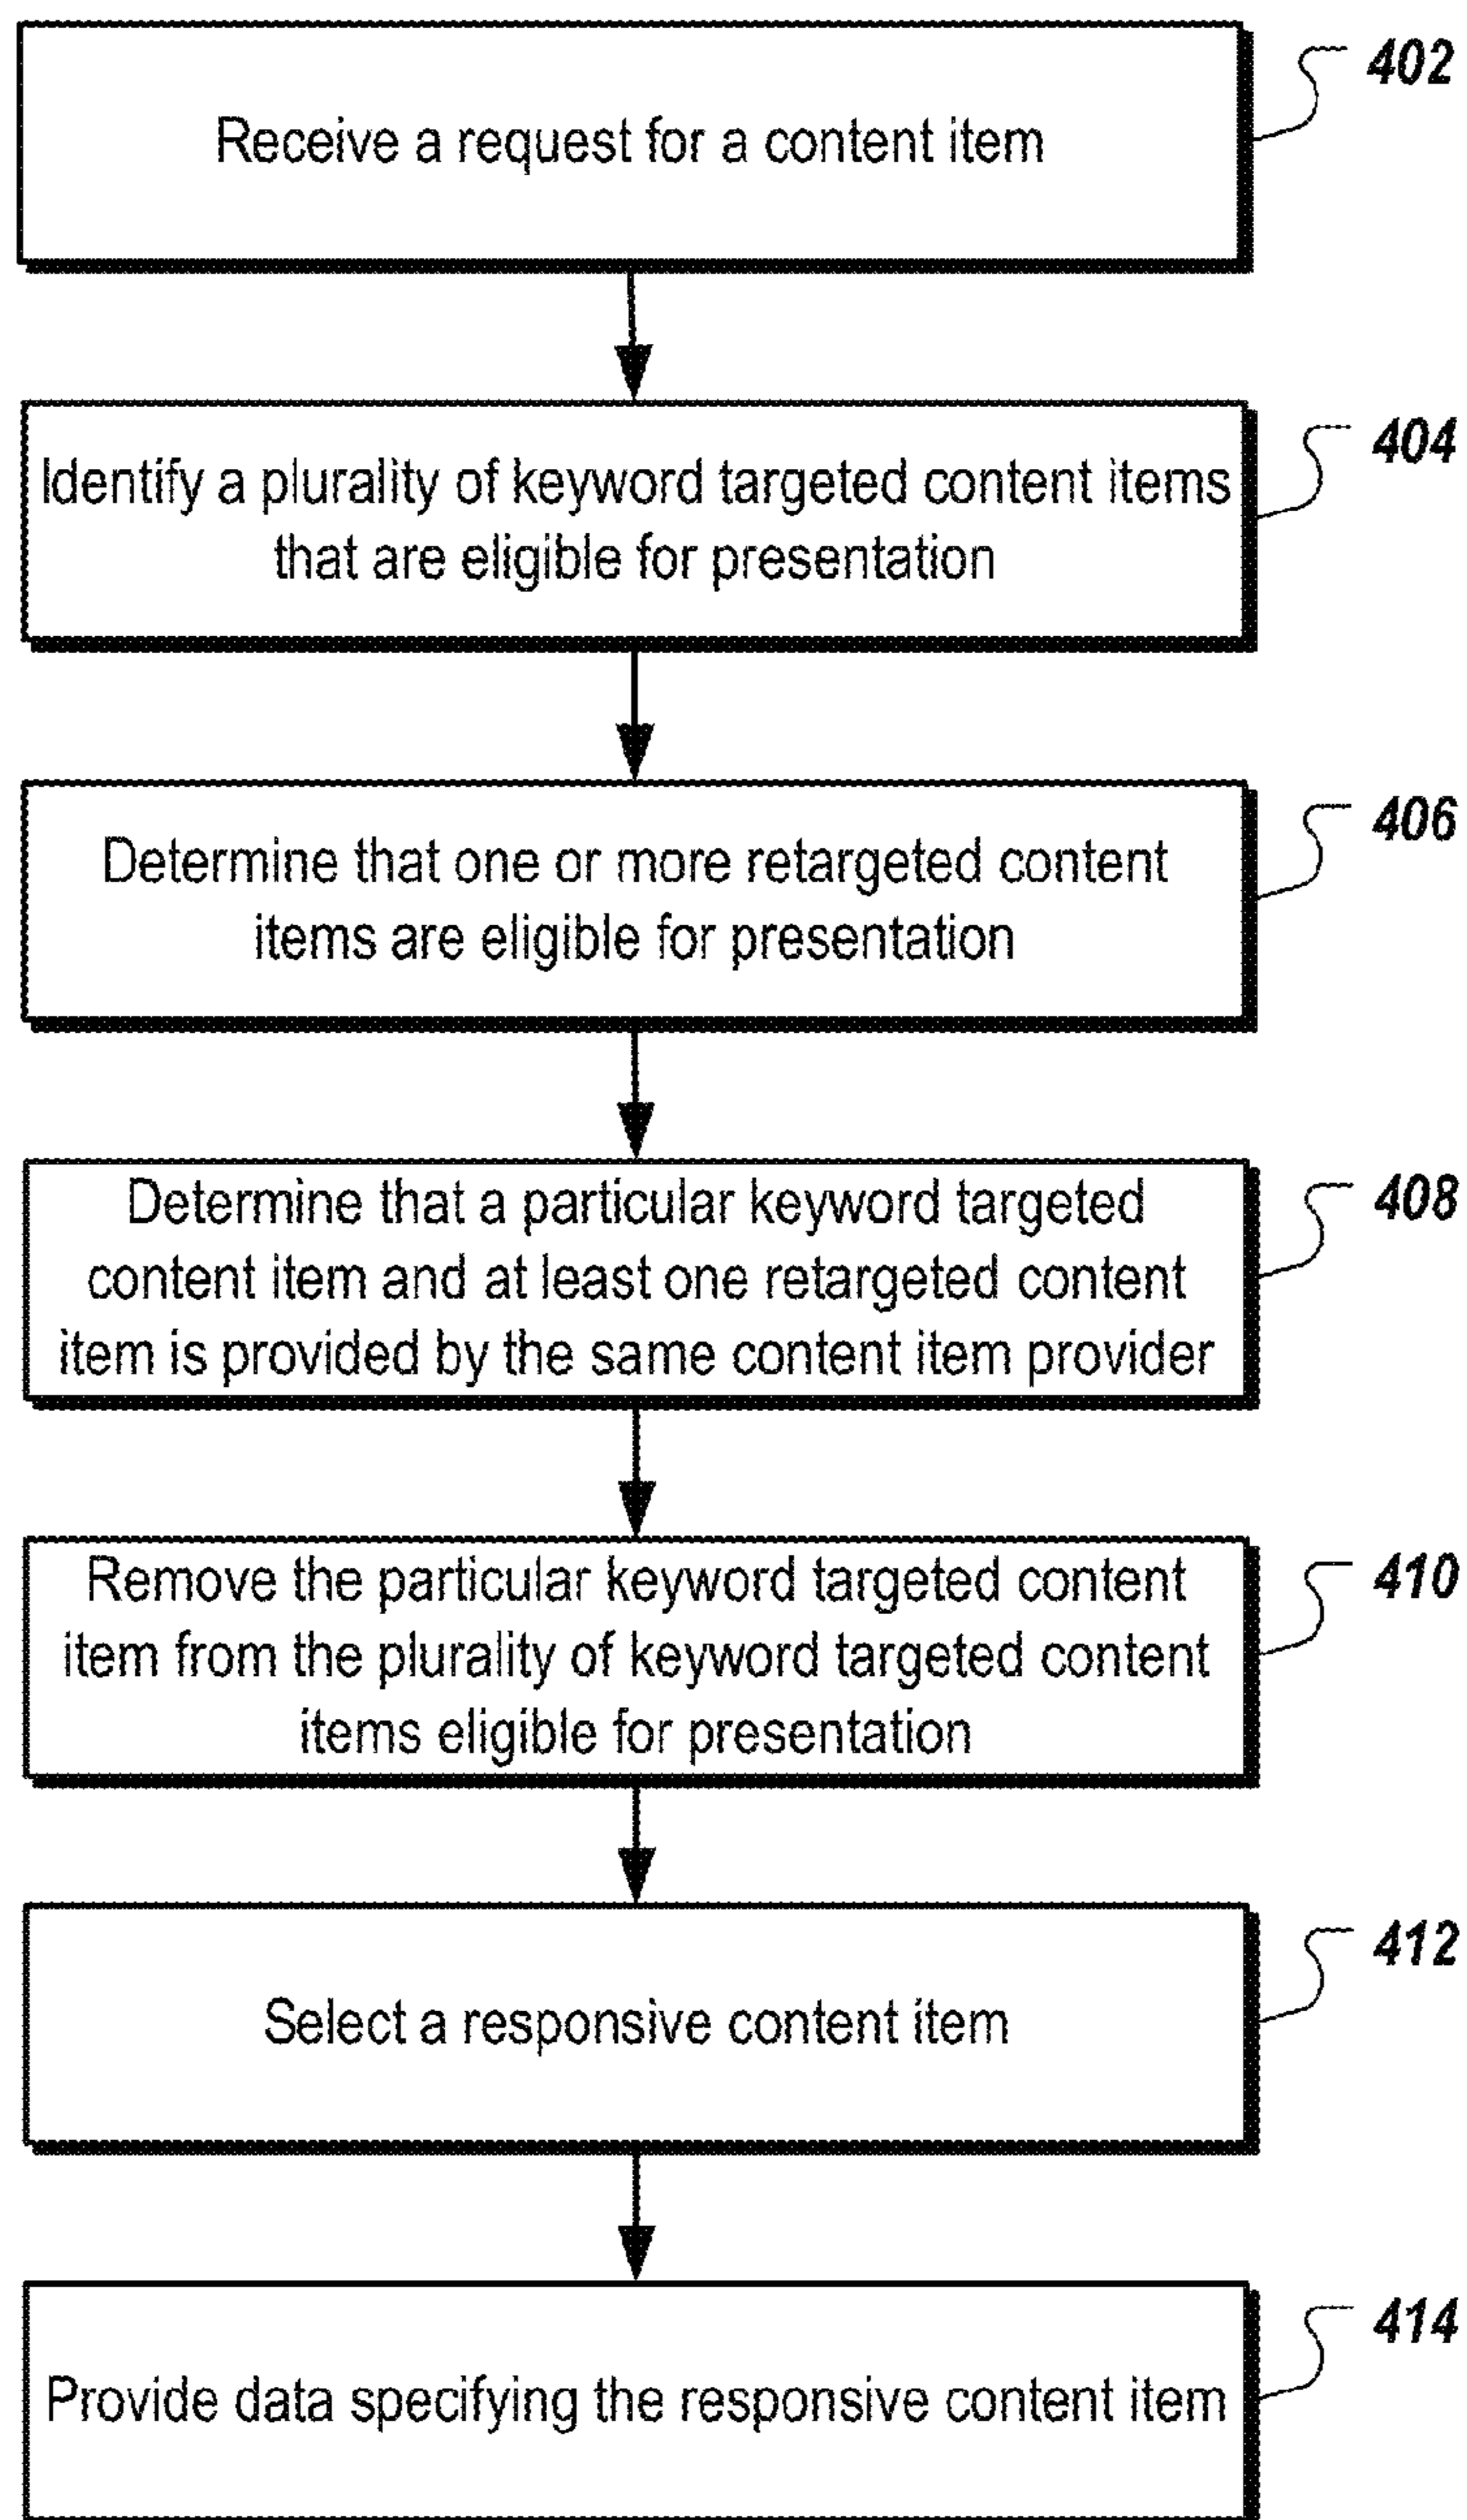 Receive a request for a content item
402
Identify a plurality of keyword targeted content items
that are eligible for presentation
404
Determine that one or more retargeted content
items are eligible for presentation
406
Determine that a particular keyword targeted
content item and at least one retargeted content
item is provided by the same content item provider
408
Remove the particular keyword targeted content
item from the plurality of keyword targeted content
items eligible for presentation
410
Select a responsive content item
412
Provide data specifying the responsive content item
414